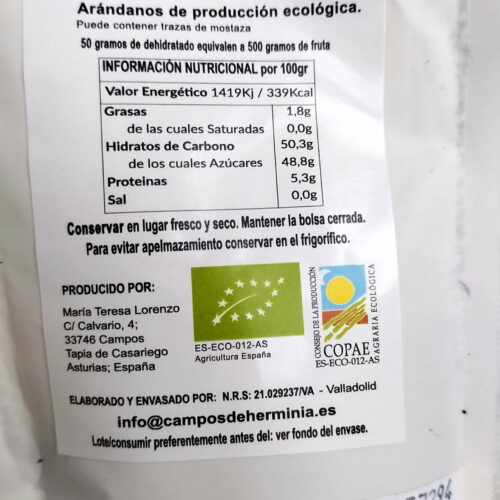 Arándanos de producción ecológica.
Puede contener trazas de mostaza
50 gramos de dehidratado equivalen a 500 gramos de fruta
INFORMACIÓN NUTRICIONAL por 100gr
Valor Energético 1419Kj / 339Kcal
Grasas 1,8g
de las cuales Saturadas 0,0g
Hidratos de Carbono 50,3g
de los cuales Azúcares 48,8g
Proteinas 5,3g
Sal 0,0g
Conservar en lugar fresco y seco. Mantener la bolsa cerrada.
Para evitar apelmazamiento conservar en el frigorífico.
PRODUCIDO POR:
María Teresa Lorenzo
C/ Calvario, 4;
33746 Campos
Tapia de Casariego
Asturias; España
ES-ECO-012-AS
Agricultura España
CONSEJO DE LA PRODUCCIÓN
AGRARIA ECOLÓGICA
COPAE
ES-ECO-012-AS
ELABORADO Y ENVASADO POR: N.R.S: 21.029237/VA - Valladolid
info@camposdeherminia.es
Lote/consumir preferentemente antes del: ver fondo del envase.